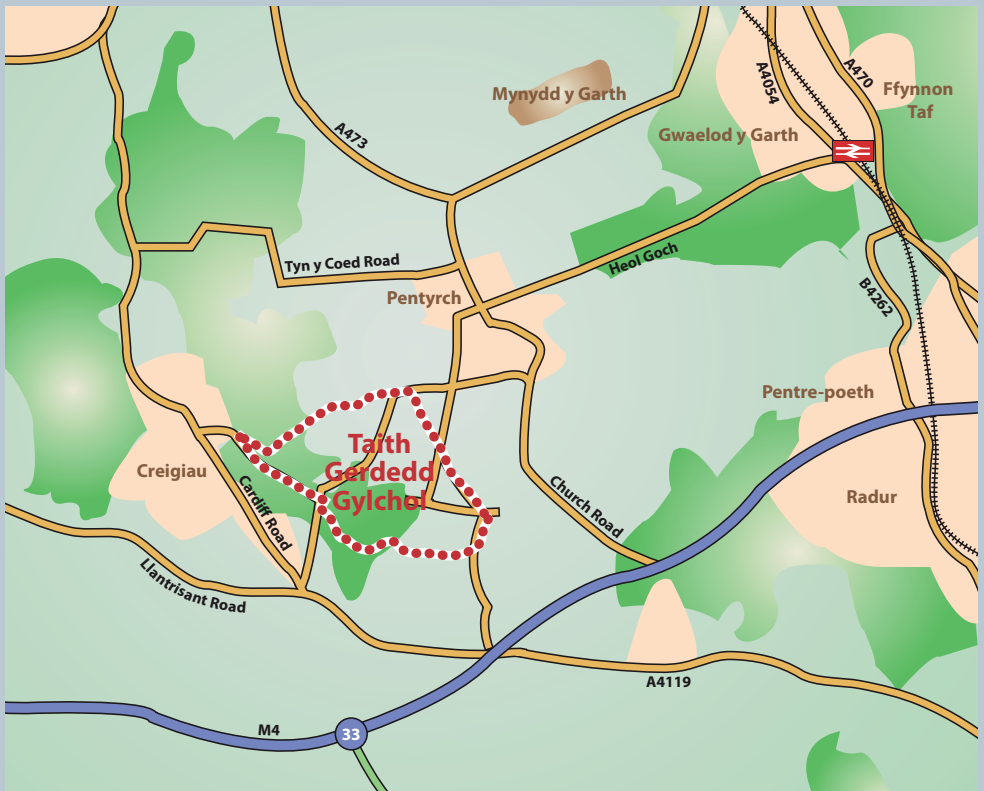 A473
Mynydd y Garth
A4054
A470
Ffynnon
Taf
Gwaelod y Garth
Tyn y Coed Road
Heol Goch
Pentyrch
B4262
Pentre-poeth
Creigiau
Taith
Gerdedd
Gylchol
Cardiff Road
Church Road
Radur
Llantrisant Road
A4119
M4
33